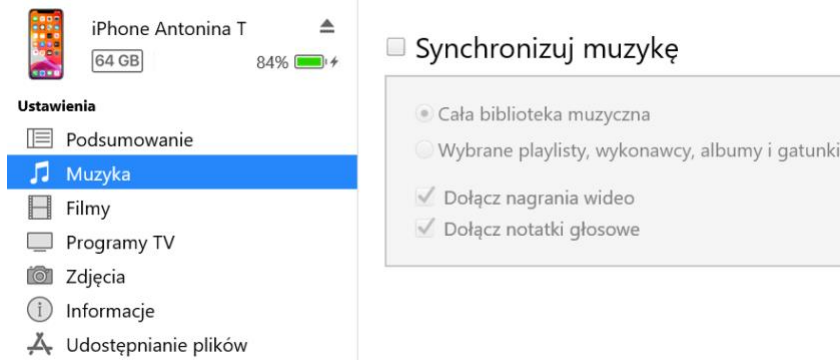 iPhone Antonina T
64 GB
84%
Ustawienia
Podsumowanie
Muzyka
Filmy
Programy TV
Zdjęcia
Informacje
Udostępnianie plików
Synchronizuj muzykę
Cała biblioteka muzyczna
Wybrane playlisty, wykonawcy, albumy i gatunki
Dołącz nagrania wideo
Dołącz notatki głosowe